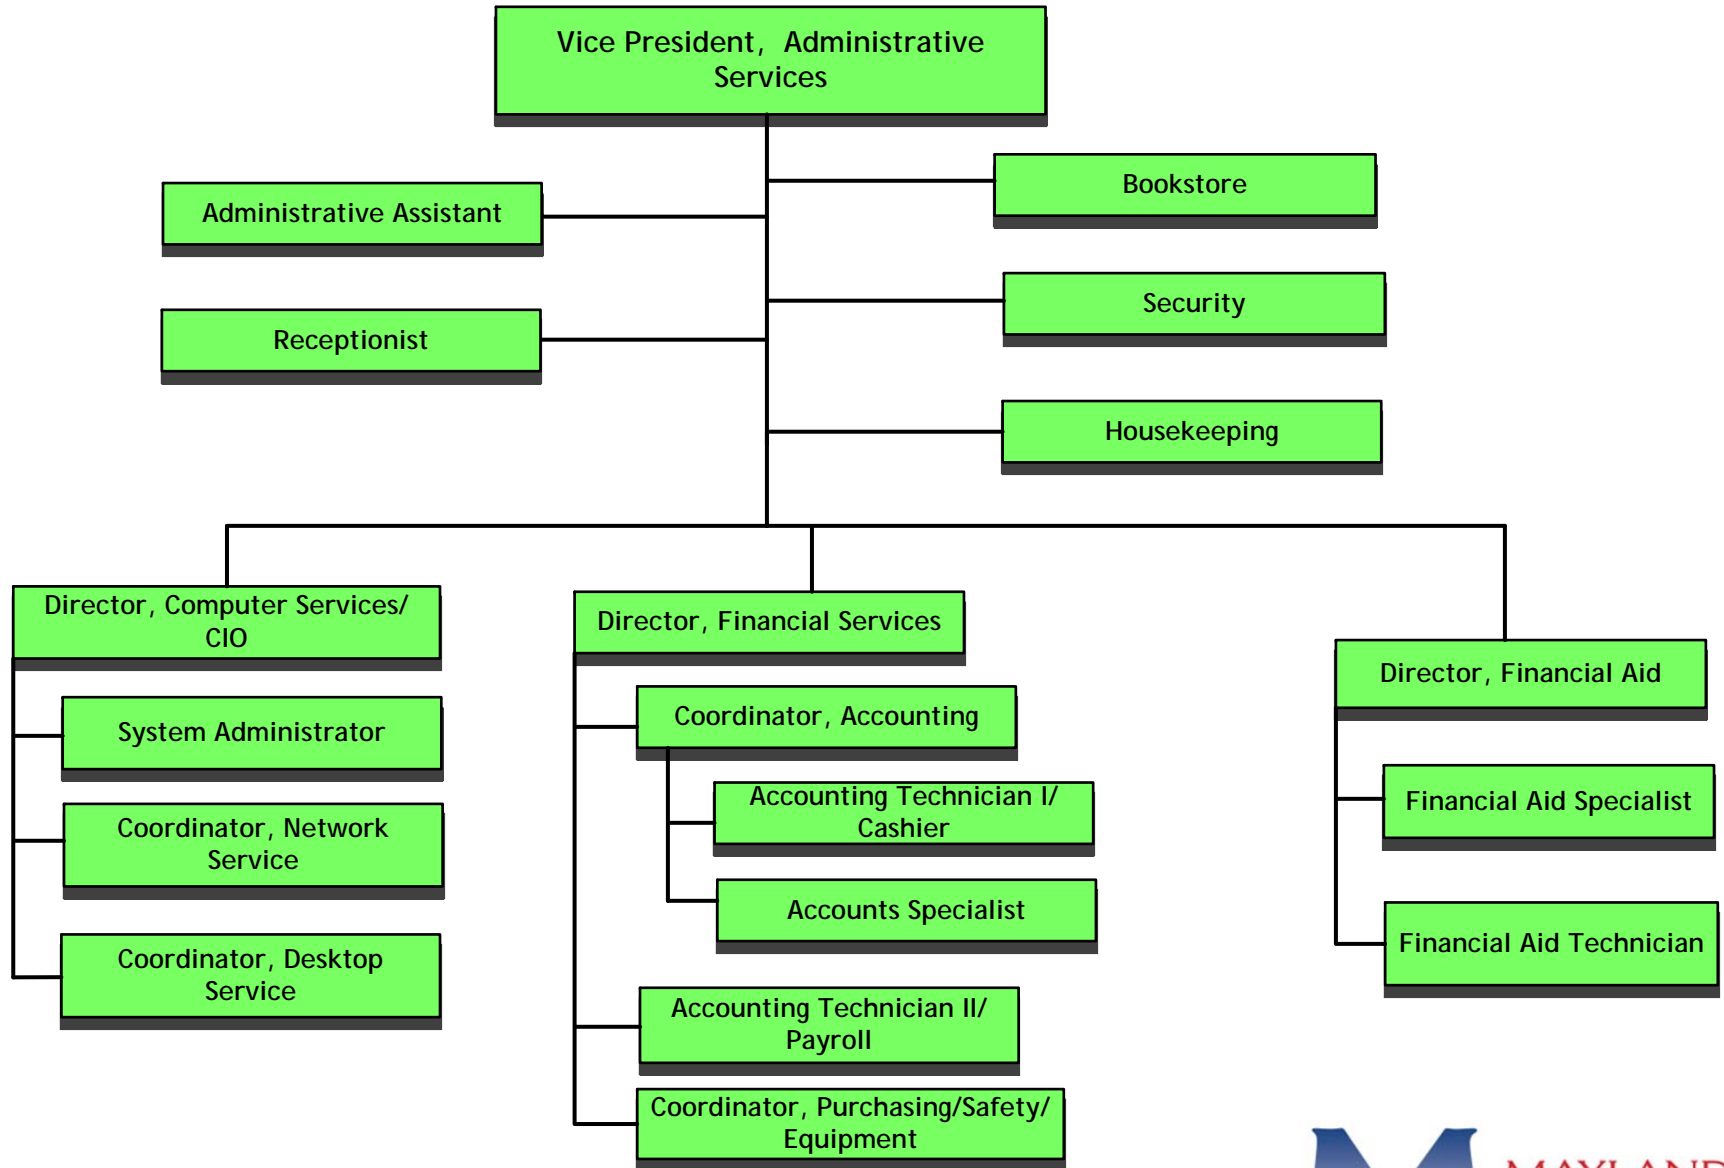 Vice President, Administrative
Services
Bookstore
Administrative Assistant
Security
Receptionist
Housekeeping
Director, Computer Services/
CIO
System Administrator
Coordinator, Network
Service
Coordinator, Desktop
Service
Director, Financial Services
Coordinator, Accounting
Accounting Technician I/
Cashier
Accounts Specialist
Accounting Technician II/
Payroll
Coordinator, Purchasing/Safety/
Equipment
Director, Financial Aid
Financial Aid Specialist
Financial Aid Technician
MAYLAND